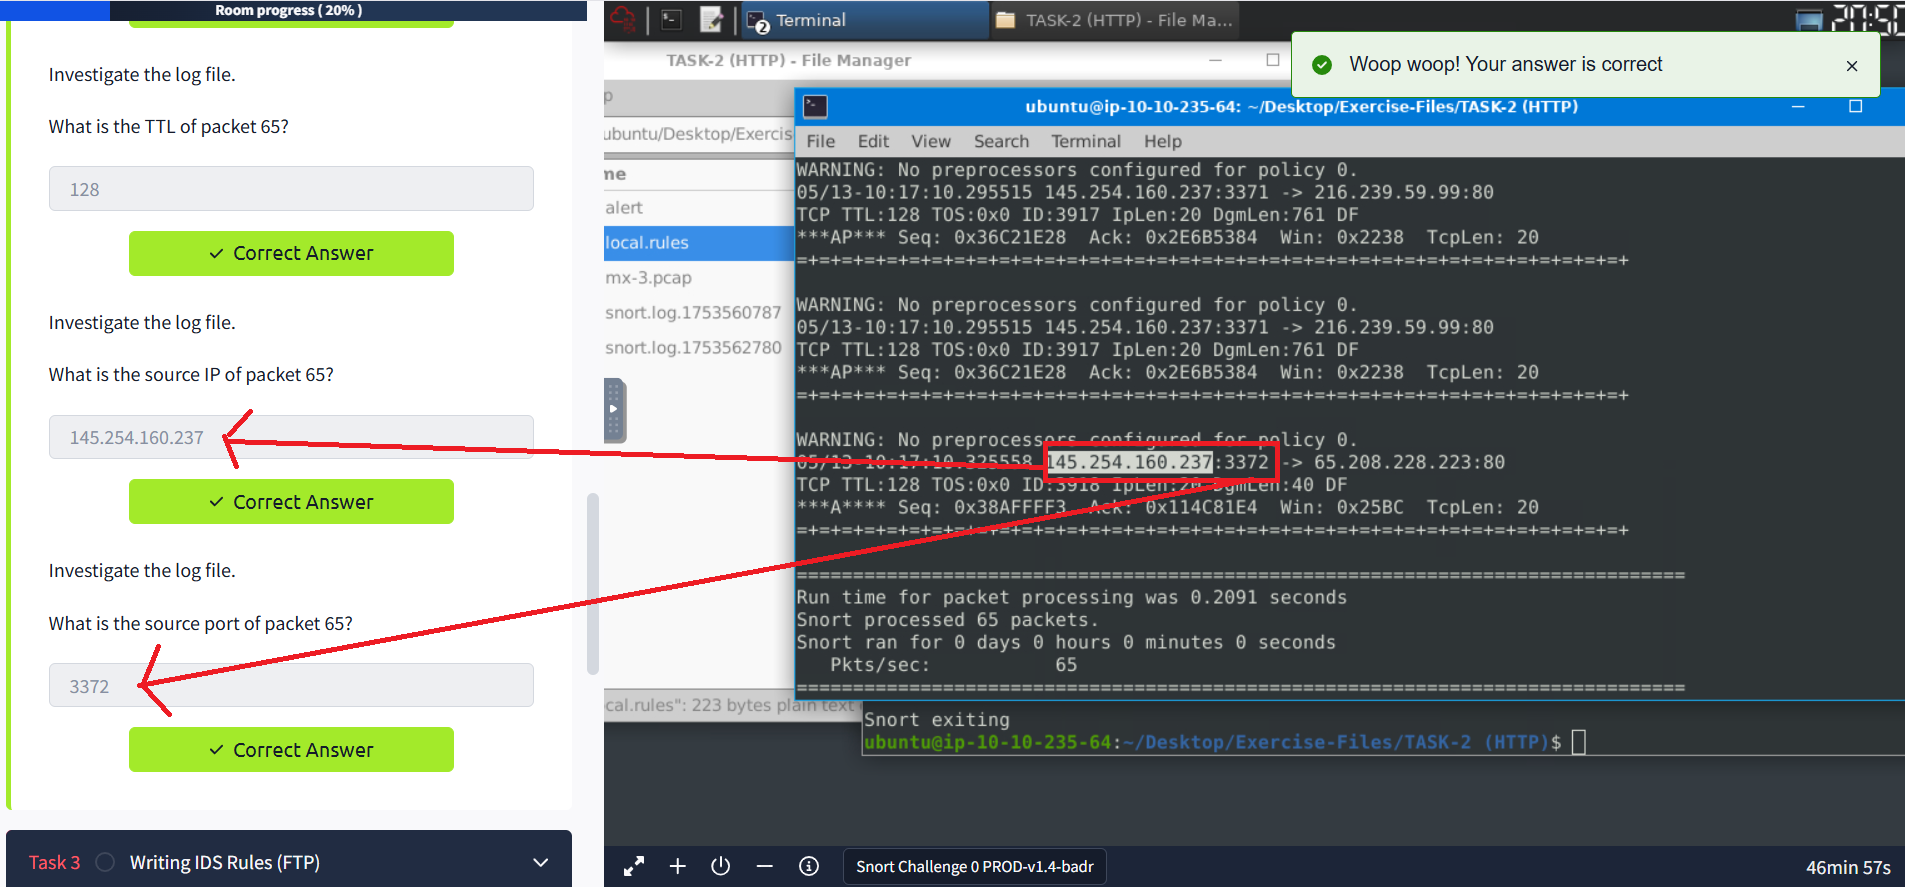 Room progress ( 20% )
Investigate the log file.
What is the TTL of packet 65?
128
Correct Answer
Investigate the log file.
What is the source IP of packet 65?
145.254.160.237
Correct Answer
Investigate the log file.
What is the source port of packet 65?
3372
Correct Answer
Task 3 Writing IDS Rules (FTP)
2 Terminal
TASK-2 (HTTP) - File Ma...
20:50
Woop woop! Your answer is correct
TASK-2 (HTTP) - File Manager
p
ubuntu/Desktop/Exercis
me
alert
local.rules
mx-3.pcap
snort.log.1753560787
snort.log.1753562780
cal.rules": 223 bytes plain text
ubuntu@ip-10-10-235-64: ~/Desktop/Exercise-Files/TASK-2 (HTTP)
File Edit View Search Terminal Help
WARNING: No preprocessors configured for policy 0.
05/13-10:17:10.295515 145.254.160.237:3371 -> 216.239.59.99:80
TCP TTL:128 TOS:0x0 ID:3917 IpLen:20 DgmLen:761 DF
***AP*** Seq: 0x36C21E28  Ack: 0x2E6B5384  Win: 0x2238  TcpLen: 20
=+=+=+=+=+=+=+=+=+=+=+=+=+=+=+=+=+=+=+=+=+=+=+=+=+=+=+=+=+=+=+=+=+=+=+=+=+
WARNING: No preprocessors configured for policy 0.
05/13-10:17:10.295515 145.254.160.237:3371 -> 216.239.59.99:80
TCP TTL:128 TOS:0x0 ID:3917 IpLen:20 DgmLen:761 DF
***AP*** Seq: 0x36C21E28  Ack: 0x2E6B5384  Win: 0x2238  TcpLen: 20
=+=+=+=+=+=+=+=+=+=+=+=+=+=+=+=+=+=+=+=+=+=+=+=+=+=+=+=+=+=+=+=+=+=+=+=+=+
WARNING: No preprocessors configured for policy 0.
05/13-10:17:10.325558 145.254.160.237:3372 -> 65.208.228.223:80
TCP TTL:128 TOS:0x0 ID:3918 IpLen:20 DgmLen:40 DF
***A**** Seq: 0x38AFFFF3  Ack: 0x114C81E4  Win: 0x25BC  TcpLen: 20
=+=+=+=+=+=+=+=+=+=+=+=+=+=+=+=+=+=+=+=+=+=+=+=+=+=+=+=+=+=+=+=+=+=+=+=+=+
===============================================================================
Run time for packet processing was 0.2091 seconds
Snort processed 65 packets.
Snort ran for 0 days 0 hours 0 minutes 0 seconds
Pkts/sec: 65
===============================================================================
Snort exiting
ubuntu@ip-10-10-235-64:~/Desktop/Exercise-Files/TASK-2 (HTTP)$
Snort Challenge 0 PROD-v1.4-badr
46min 57s